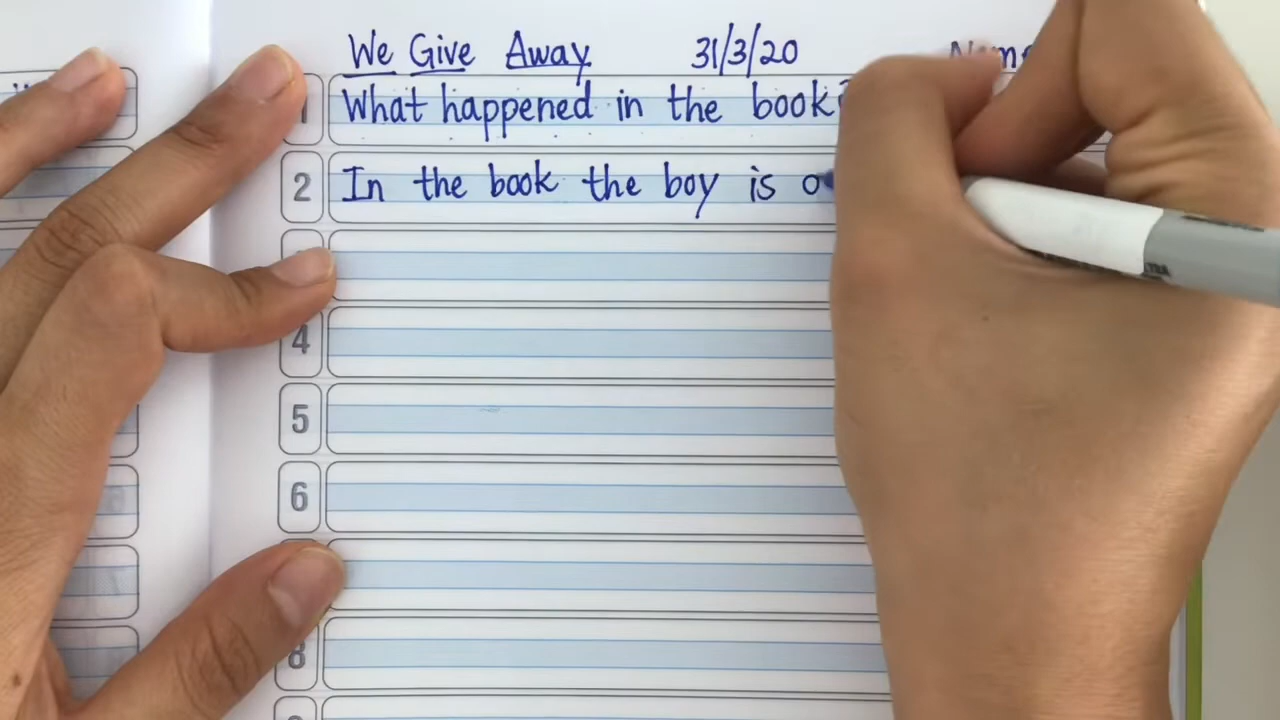 We Give Away 31/3/20
1 What happened in the book?
2 In the book the boy is
4
5
6
8